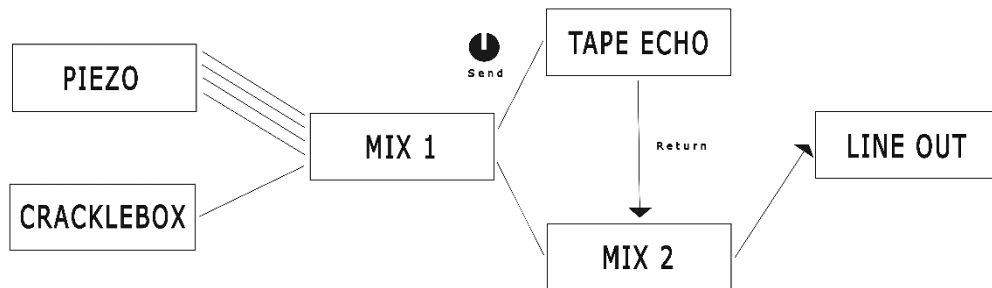 PIEZO
CRACKLEBOX
MIX 1
Send
TAPE ECHO
Return
MIX 2
LINE OUT